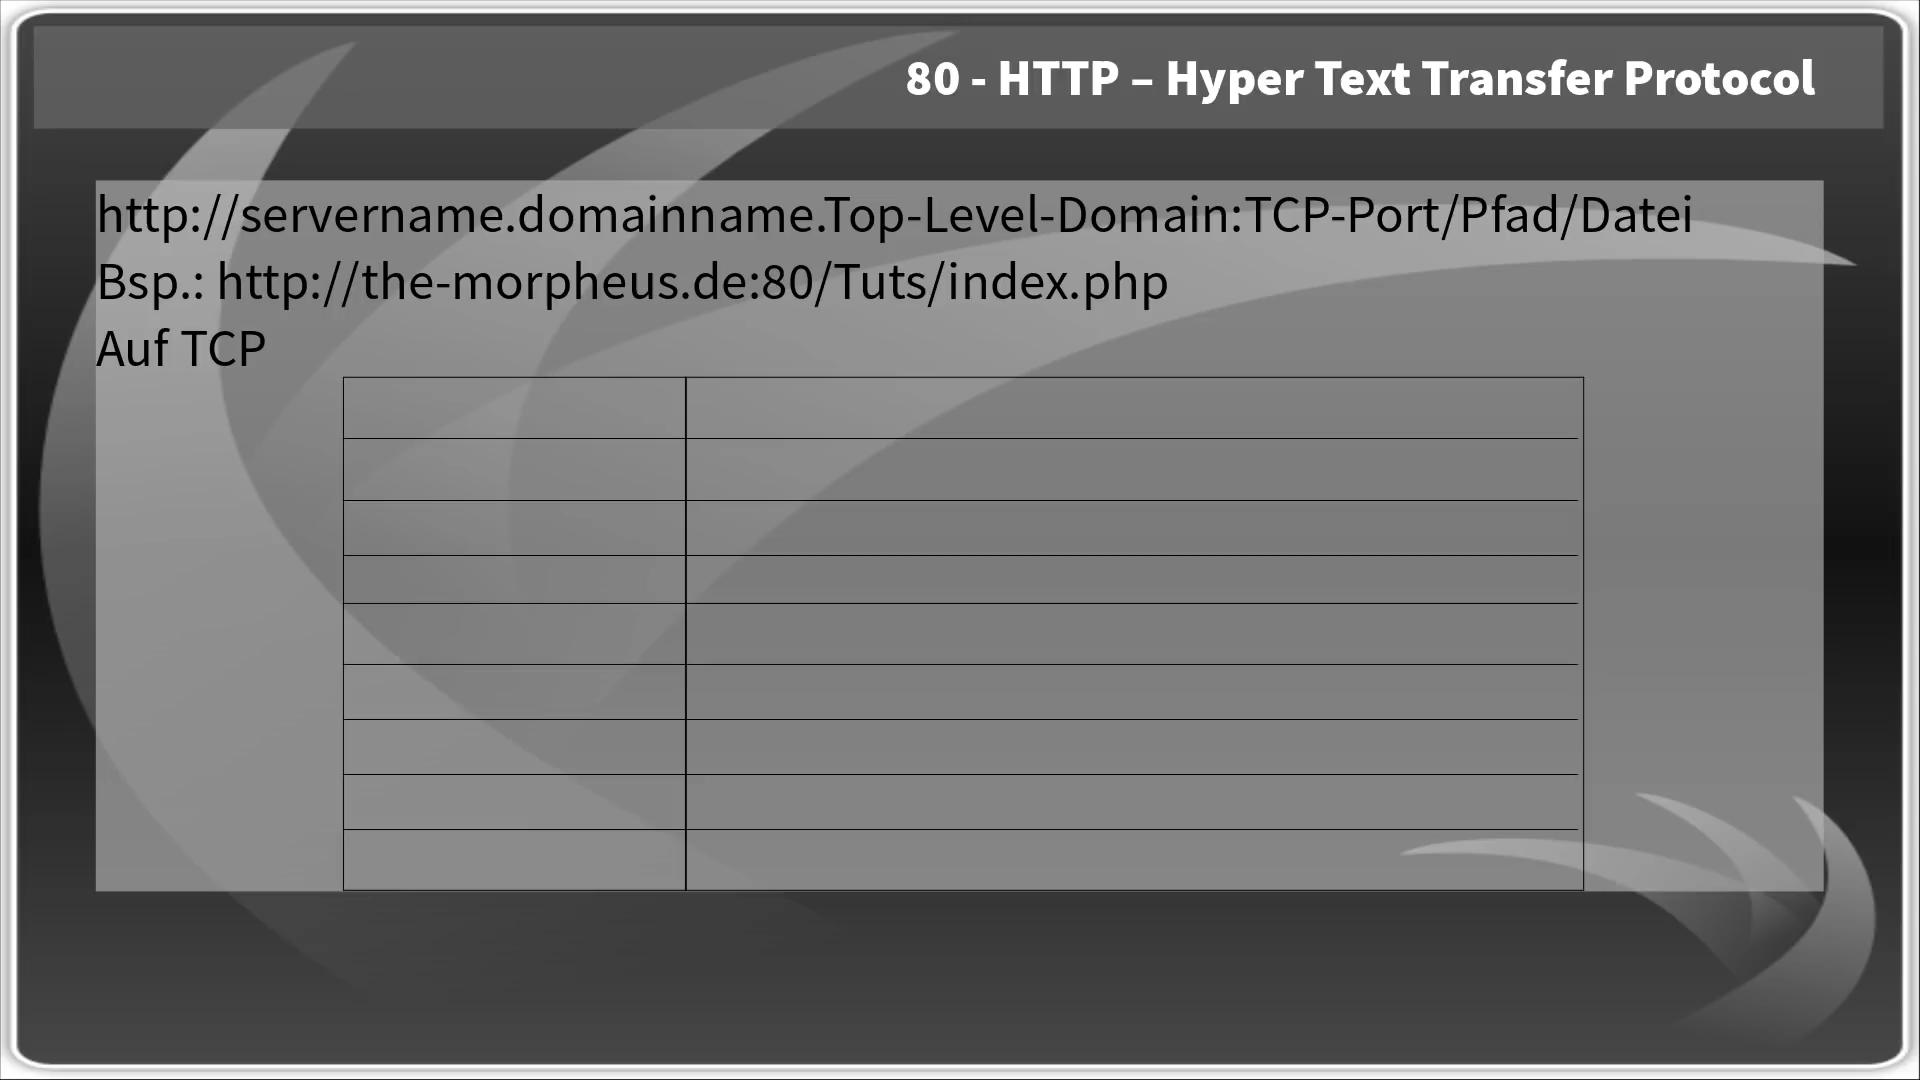 80 - HTTP – Hyper Text Transfer Protocol
http://servername.domainname.Top-Level-Domain:TCP-Port/Pfad/Datei
Bsp.: http://the-morpheus.de:80/Tuts/index.php
Auf TCP